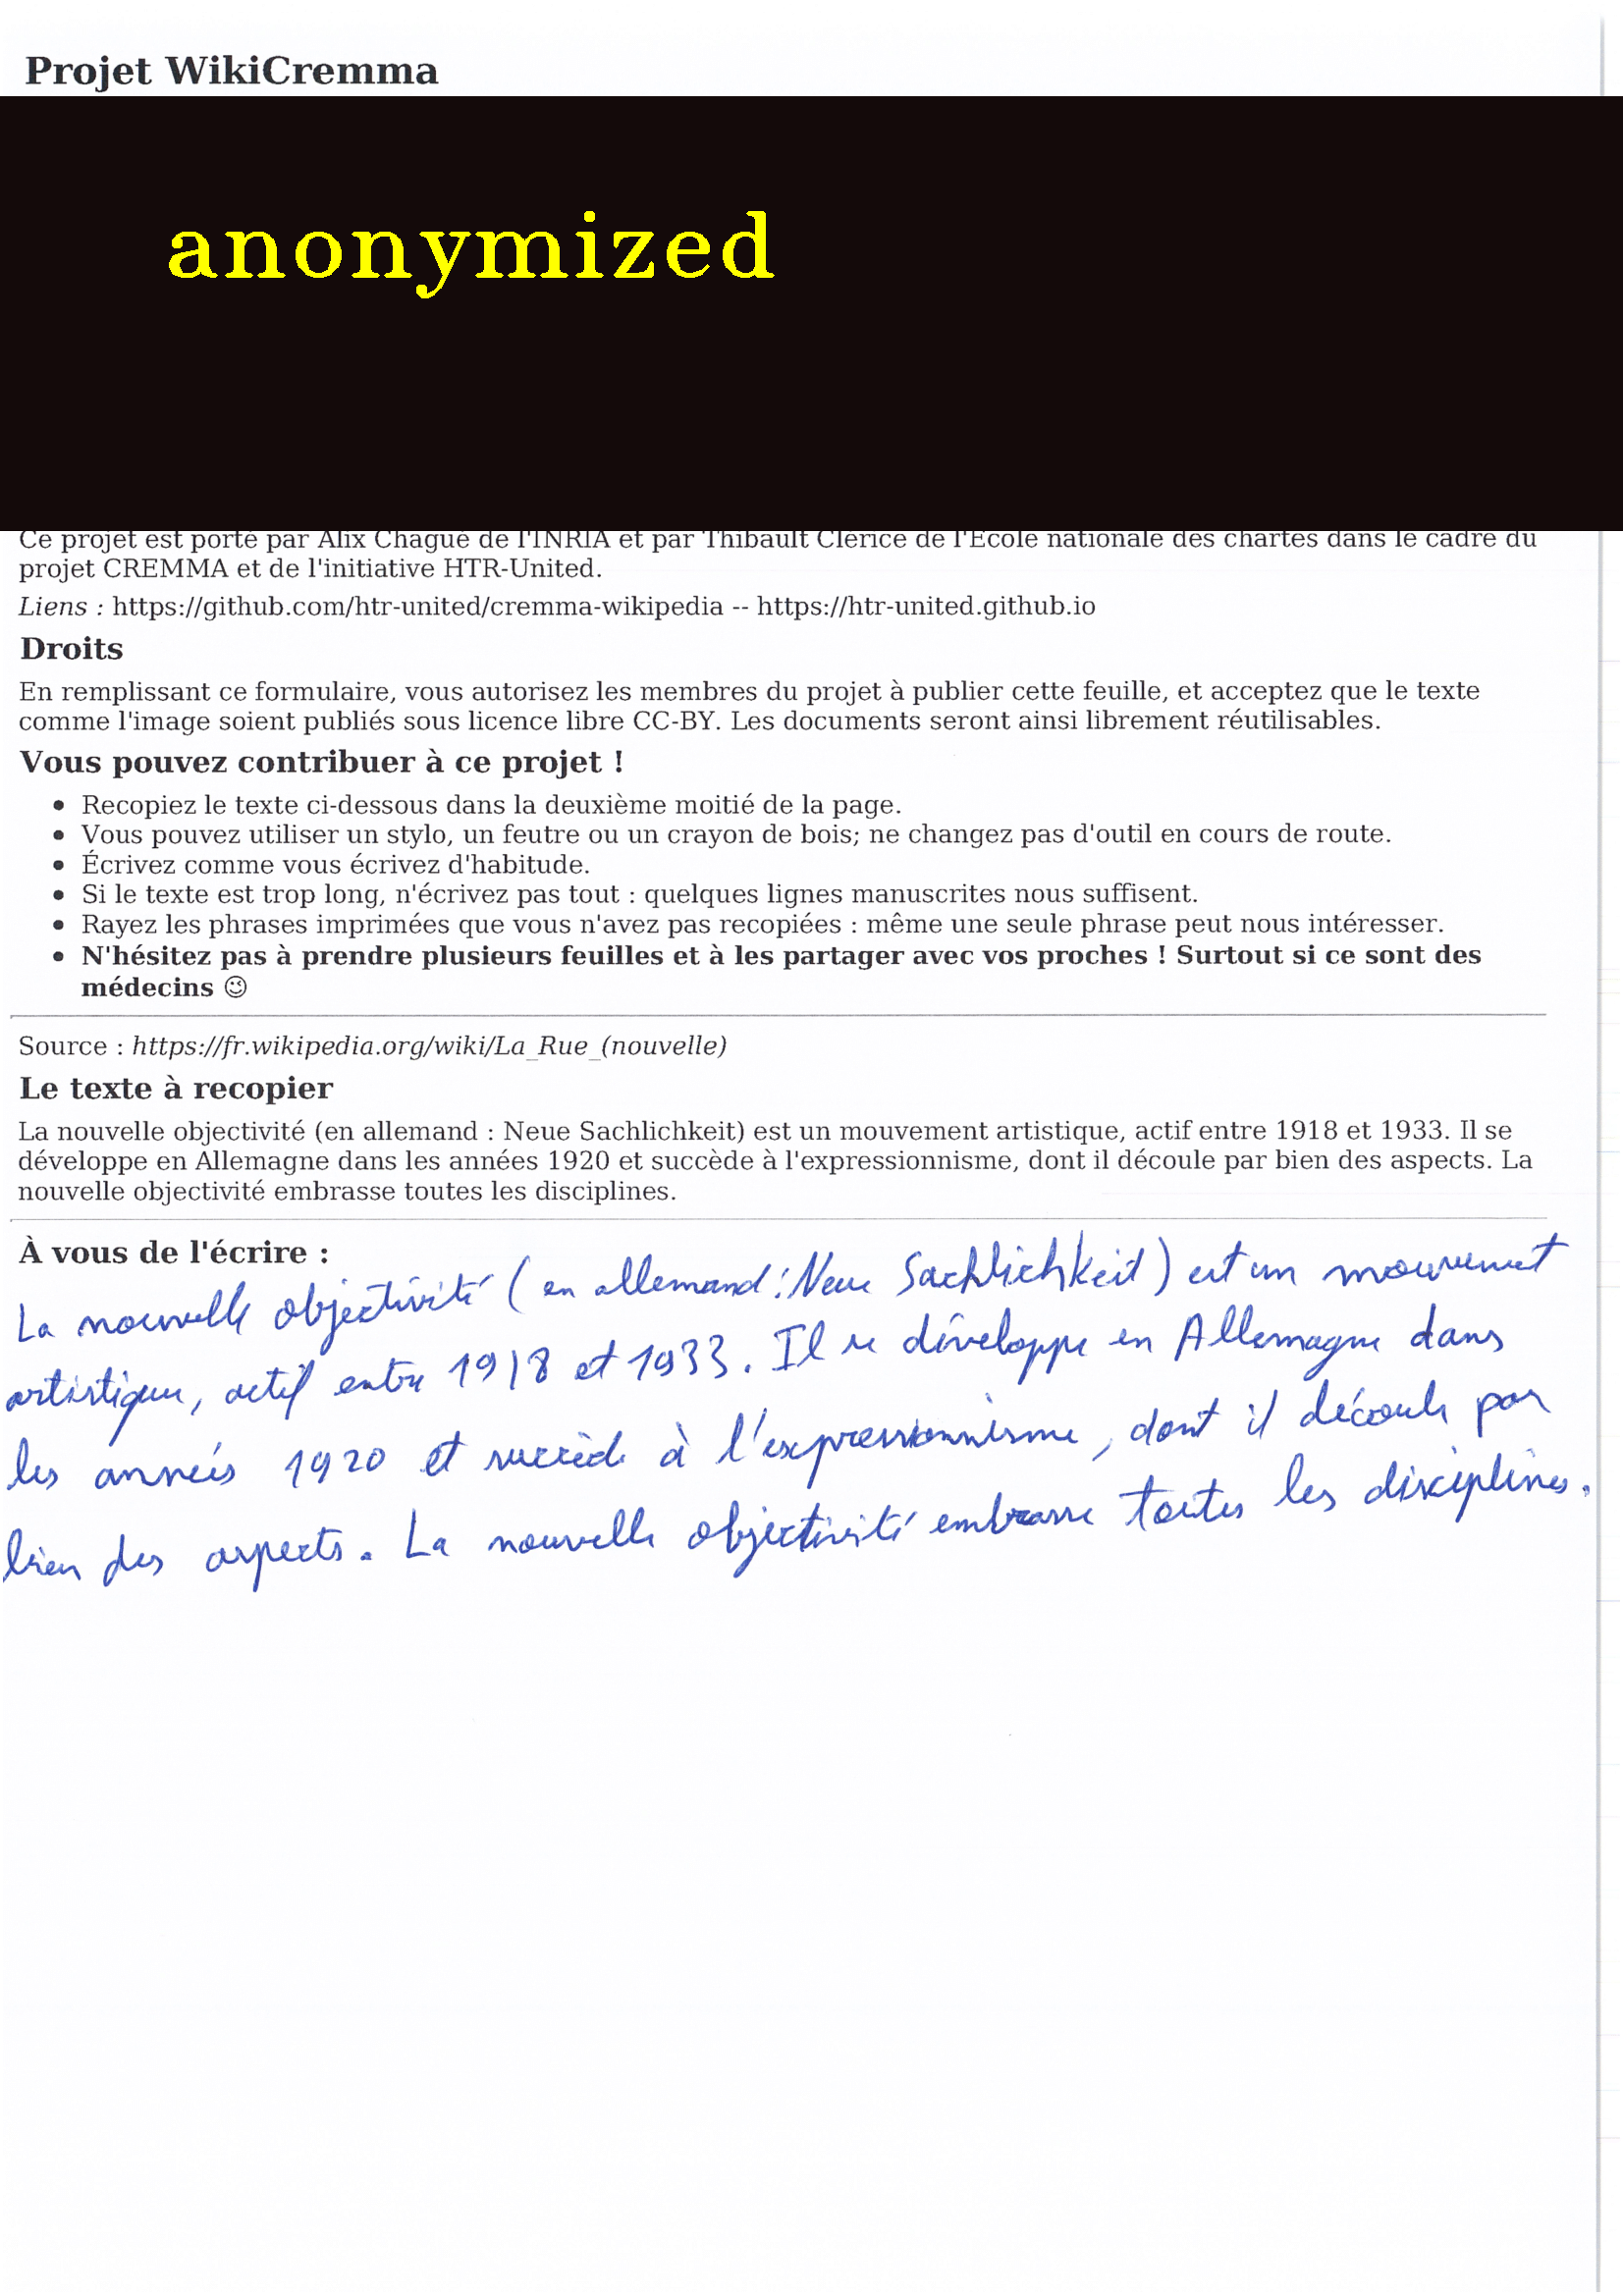 Projet WikiCremma
anonymized
Ce projet est porté par Alix Chagué de l'INRIA et par Thibault Clérice de l'École nationale des chartes dans le cadre du
projet CREMMA et de l'initiative HTR-United.
Liens : https://github.com/htr-united/cremma-wikipedia -- https://htr-united.github.io
Droits
En remplissant ce formulaire, vous autorisez les membres du projet à publier cette feuille, et acceptez que le texte
comme l'image soient publiés sous licence libre CC-BY. Les documents seront ainsi librement réutilisables.
Vous pouvez contribuer à ce projet !
• Recopiez le texte ci-dessous dans la deuxième moitié de la page.
• Vous pouvez utiliser un stylo, un feutre ou un crayon de bois; ne changez pas d'outil en cours de route.
• Écrivez comme vous écrivez d'habitude.
• Si le texte est trop long, n'écrivez pas tout : quelques lignes manuscrites nous suffisent.
• Rayez les phrases imprimées que vous n'avez pas recopiées : même une seule phrase peut nous intéresser.
• N'hésitez pas à prendre plusieurs feuilles et à les partager avec vos proches ! Surtout si ce sont des
médecins ☺
Source : https://fr.wikipedia.org/wiki/La_Rue_(nouvelle)
Le texte à recopier
La nouvelle objectivité (en allemand : Neue Sachlichkeit) est un mouvement artistique, actif entre 1918 et 1933. Il se
développe en Allemagne dans les années 1920 et succède à l'expressionnisme, dont il découle par bien des aspects. La
nouvelle objectivité embrasse toutes les disciplines.
À vous de l'écrire :
La nouvelle objectivité (en allemand : Neue Sachlichkeit) est un mouvement
artistique, actif entre 1918 et 1933. Il se développe en Allemagne dans
les années 1920 et succède à l'expressionnisme, dont il découle par
bien des aspects. La nouvelle objectivité embrasse toutes les disciplines.